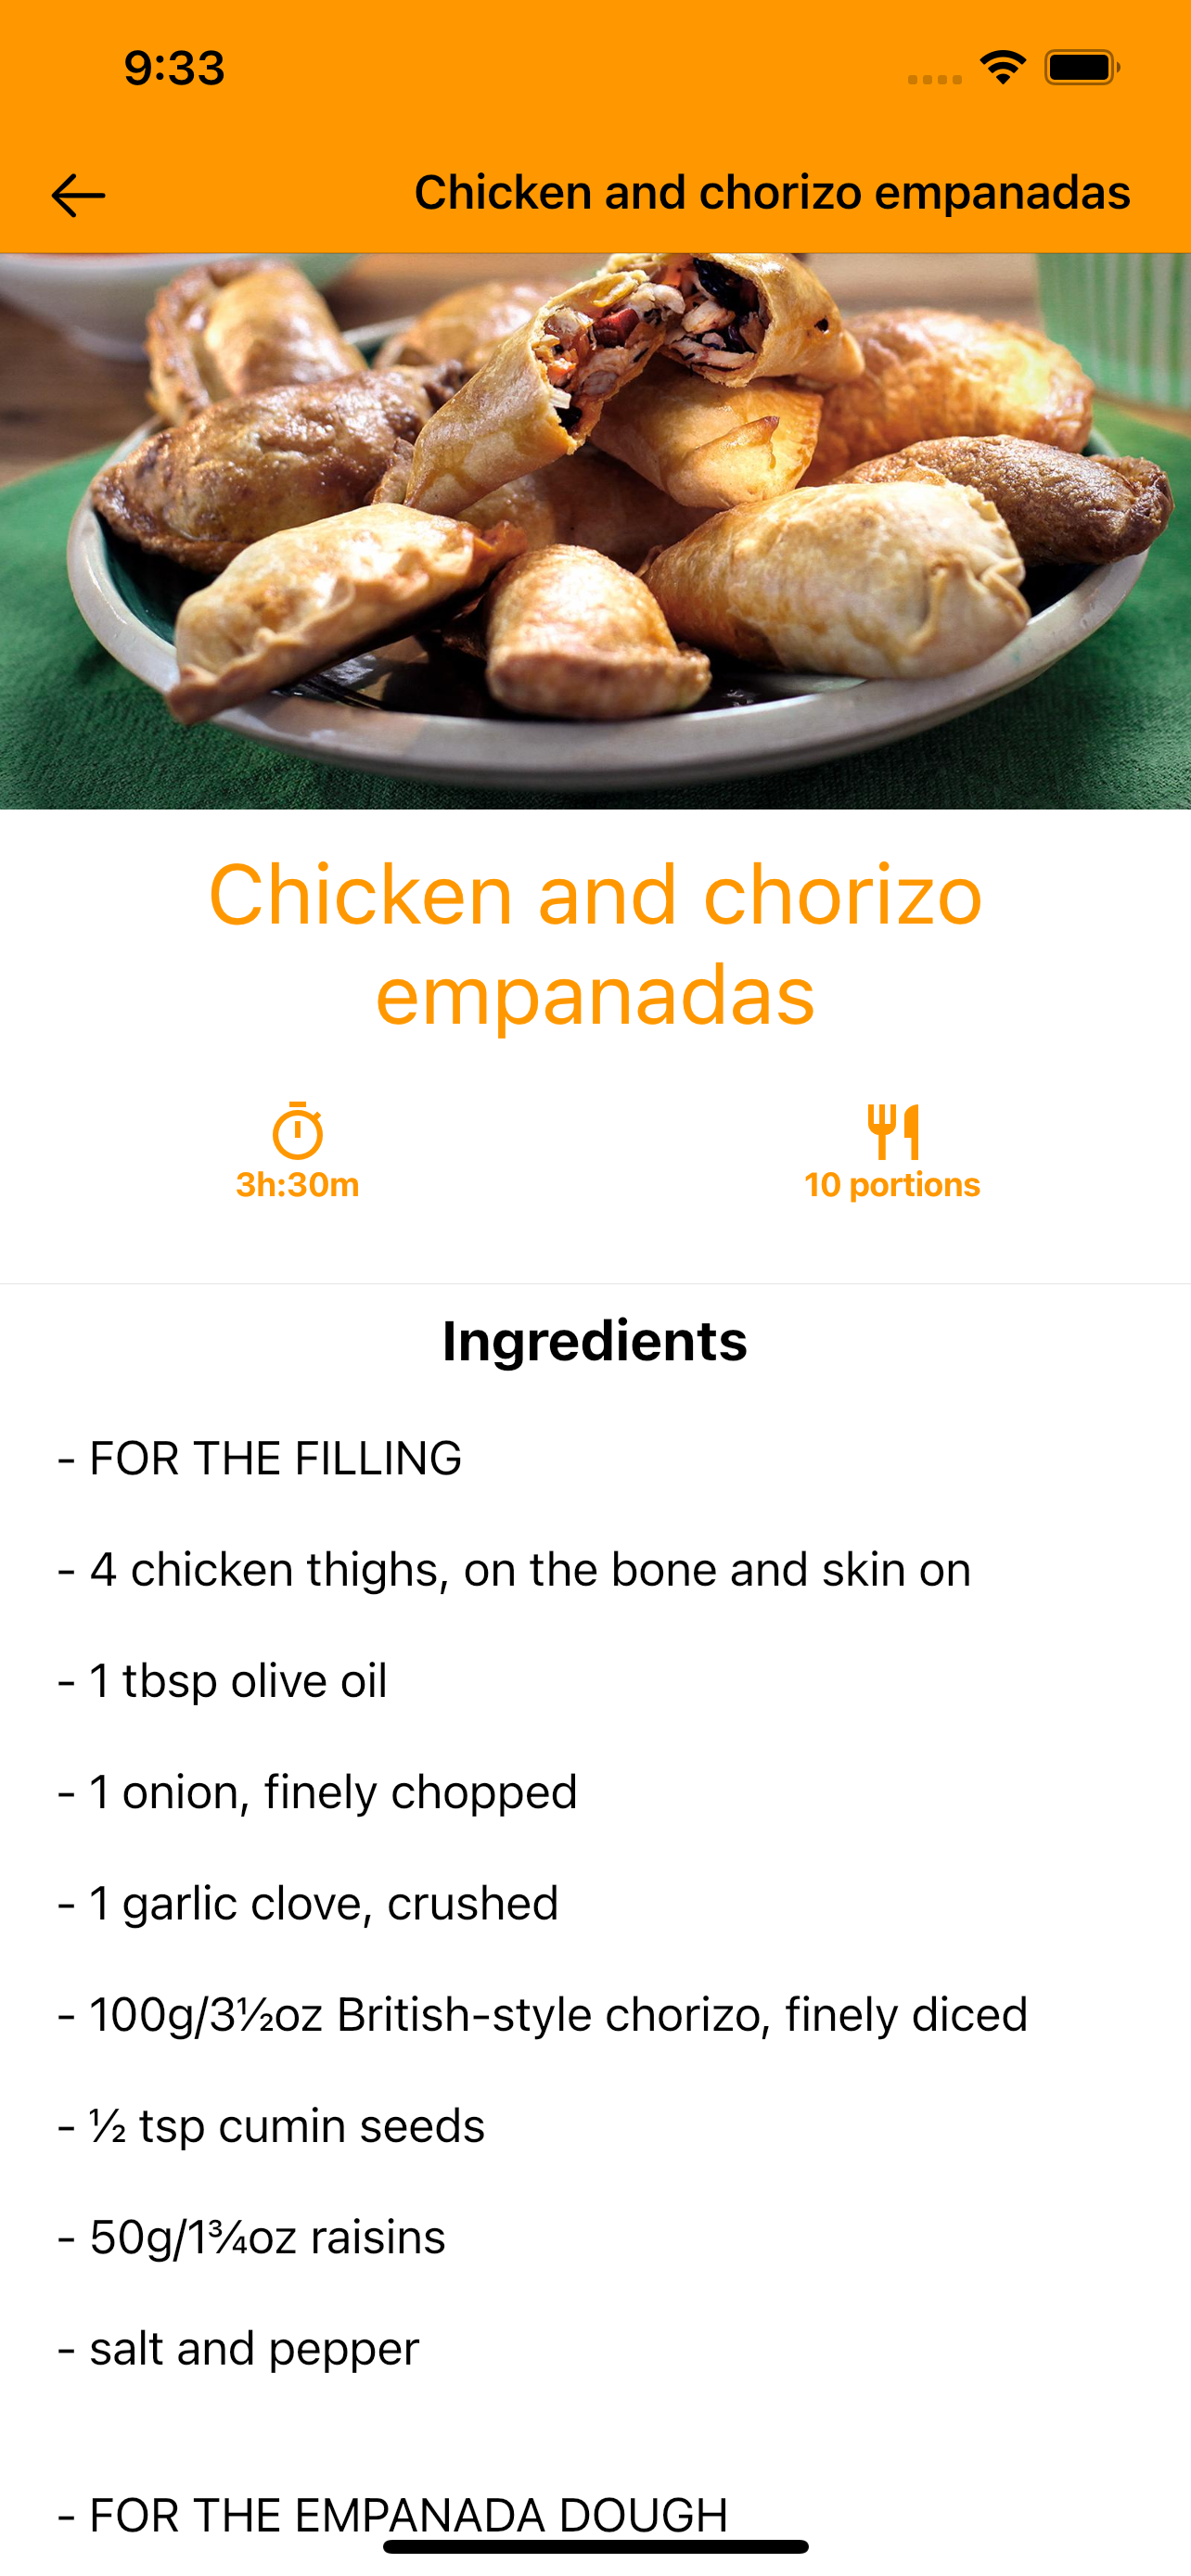 9:33
Chicken and chorizo empanadas
Chicken and chorizo
empanadas
3h:30m
10 portions
Ingredients
- FOR THE FILLING
- 4 chicken thighs, on the bone and skin on
- 1 tbsp olive oil
- 1 onion, finely chopped
- 1 garlic clove, crushed
- 100g/3½oz British-style chorizo, finely diced
- ½ tsp cumin seeds
- 50g/1¾oz raisins
- salt and pepper
- FOR THE EMPANADA DOUGH